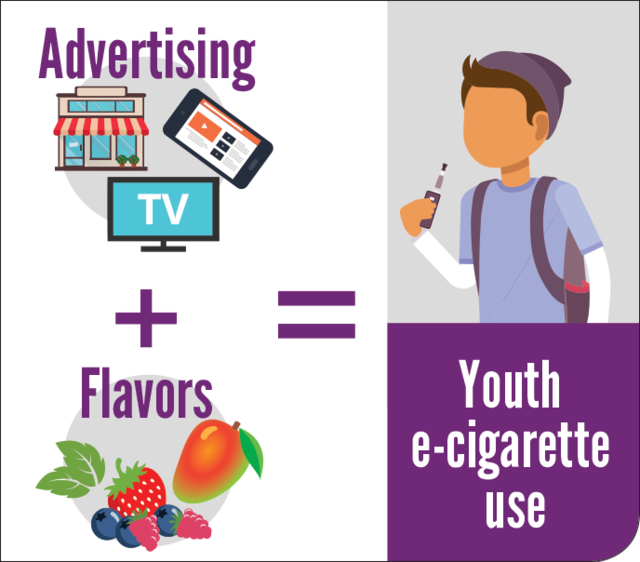 Advertising
TV
+
=
Flavors
Youth
e-cigarette
use